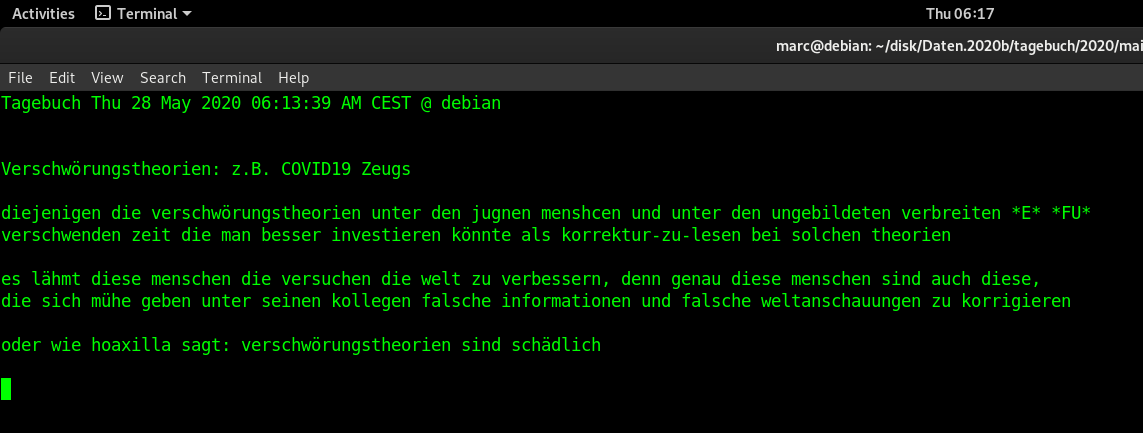 Activities Terminal Thu 06:17
marc@debian: ~/disk/Daten.2020b/tagebuch/2020/mai
File Edit View Search Terminal Help
Tagebuch Thu 28 May 2020 06:13:39 AM CEST @ debian
Verschwörungstheorien: z.B. COVID19 Zeugs
diejenigen die verschwörungstheorien unter den jugnen menshcen und unter den ungebildeten verbreiten *E* *FU*
verschwenden zeit die man besser investieren könnte als korrektur-zu-lesen bei solchen theorien
es lähmt diese menschen die versuchen die welt zu verbessern, denn genau diese menschen sind auch diese,
die sich mühe geben unter seinen kollegen falsche informationen und falsche weltanschauungen zu korrigieren
oder wie hoaxilla sagt: verschwörungstheorien sind schädlich